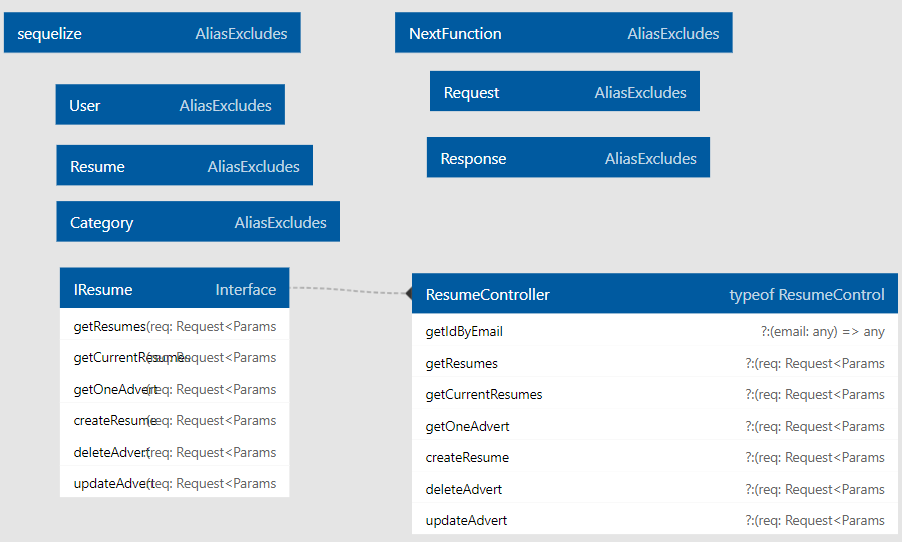 sequelize AliasExcludes
User AliasExcludes
Resume AliasExcludes
Category AliasExcludes
NextFunction AliasExcludes
Request AliasExcludes
Response AliasExcludes
IResume Interface
getResumes (req: Request<Params
getCurrentResumes (req: Request<Params
getOneAdvert (req: Request<Params
createResume (req: Request<Params
deleteAdvert (req: Request<Params
updateAdvert (req: Request<Params
ResumeController typeof ResumeControl
getIdByEmail ?:(email: any) => any
getResumes ?:(req: Request<Params
getCurrentResumes ?:(req: Request<Params
getOneAdvert ?:(req: Request<Params
createResume ?:(req: Request<Params
deleteAdvert ?:(req: Request<Params
updateAdvert ?:(req: Request<Params